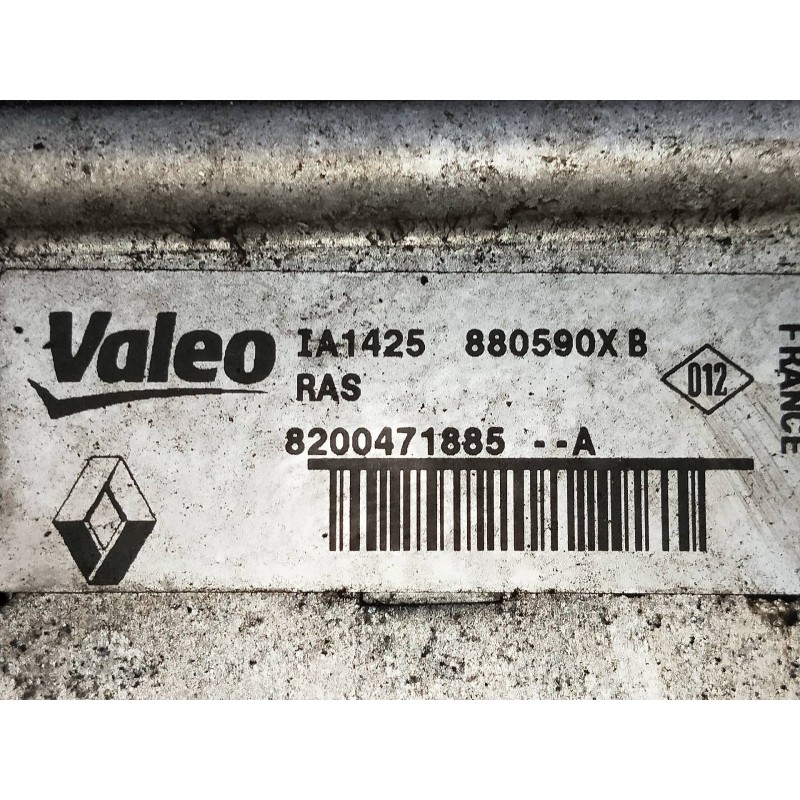 Valeo IA1425 880590X B
RAS
8200471885 --A
D12
FRANCE